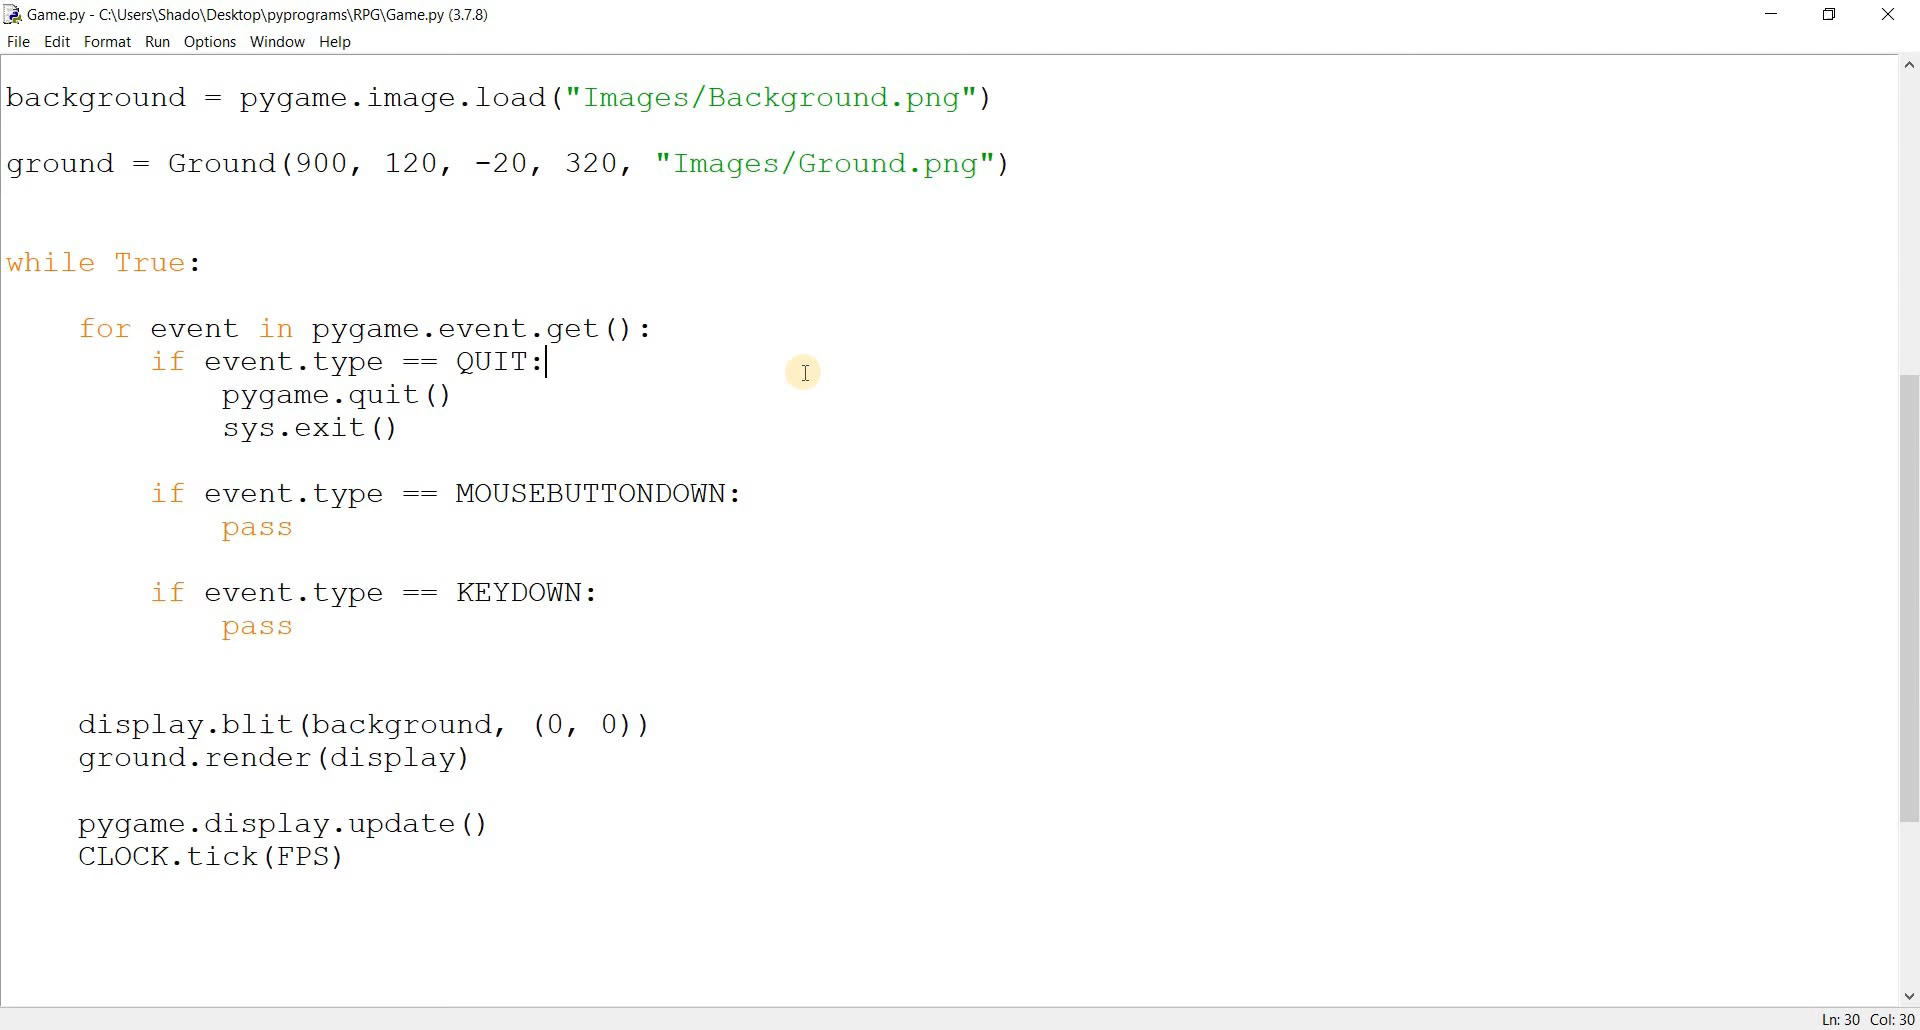 Game.py - C:\Users\Shado\Desktop\pyprograms\RPG\Game.py (3.7.8)
File Edit Format Run Options Window Help
background = pygame.image.load("Images/Background.png")
ground = Ground(900, 120, -20, 320, "Images/Ground.png")
while True:
    for event in pygame.event.get():
        if event.type == QUIT:
            pygame.quit()
            sys.exit()
        if event.type == MOUSEBUTTONDOWN:
            pass
        if event.type == KEYDOWN:
            pass
    display.blit(background, (0, 0))
    ground.render(display)
    pygame.display.update()
    CLOCK.tick(FPS)
Ln: 30 Col: 30